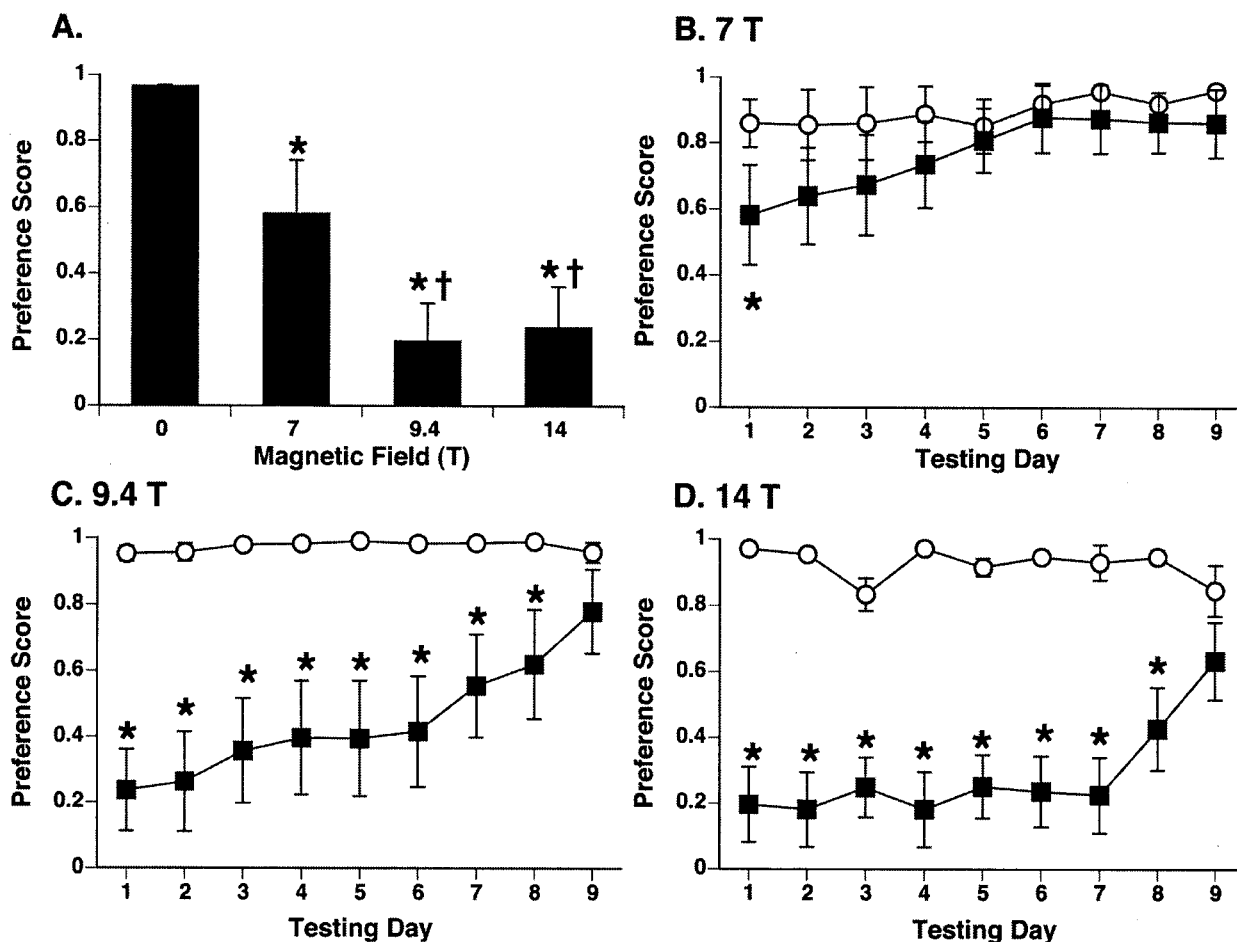 A.
Preference Score
1
0.8
0.6
0.4
0.2
0
*
*†
*†
0 7 9.4 14
Magnetic Field (T)
B. 7 T
Preference Score
1
0.8
0.6
0.4
0.2
0
*
1 2 3 4 5 6 7 8 9
Testing Day
C. 9.4 T
Preference Score
1
0.8
0.6
0.4
0.2
0
* * * * * * * *
1 2 3 4 5 6 7 8 9
Testing Day
D. 14 T
Preference Score
1
0.8
0.6
0.4
0.2
0
* * * * * * * *
1 2 3 4 5 6 7 8 9
Testing Day